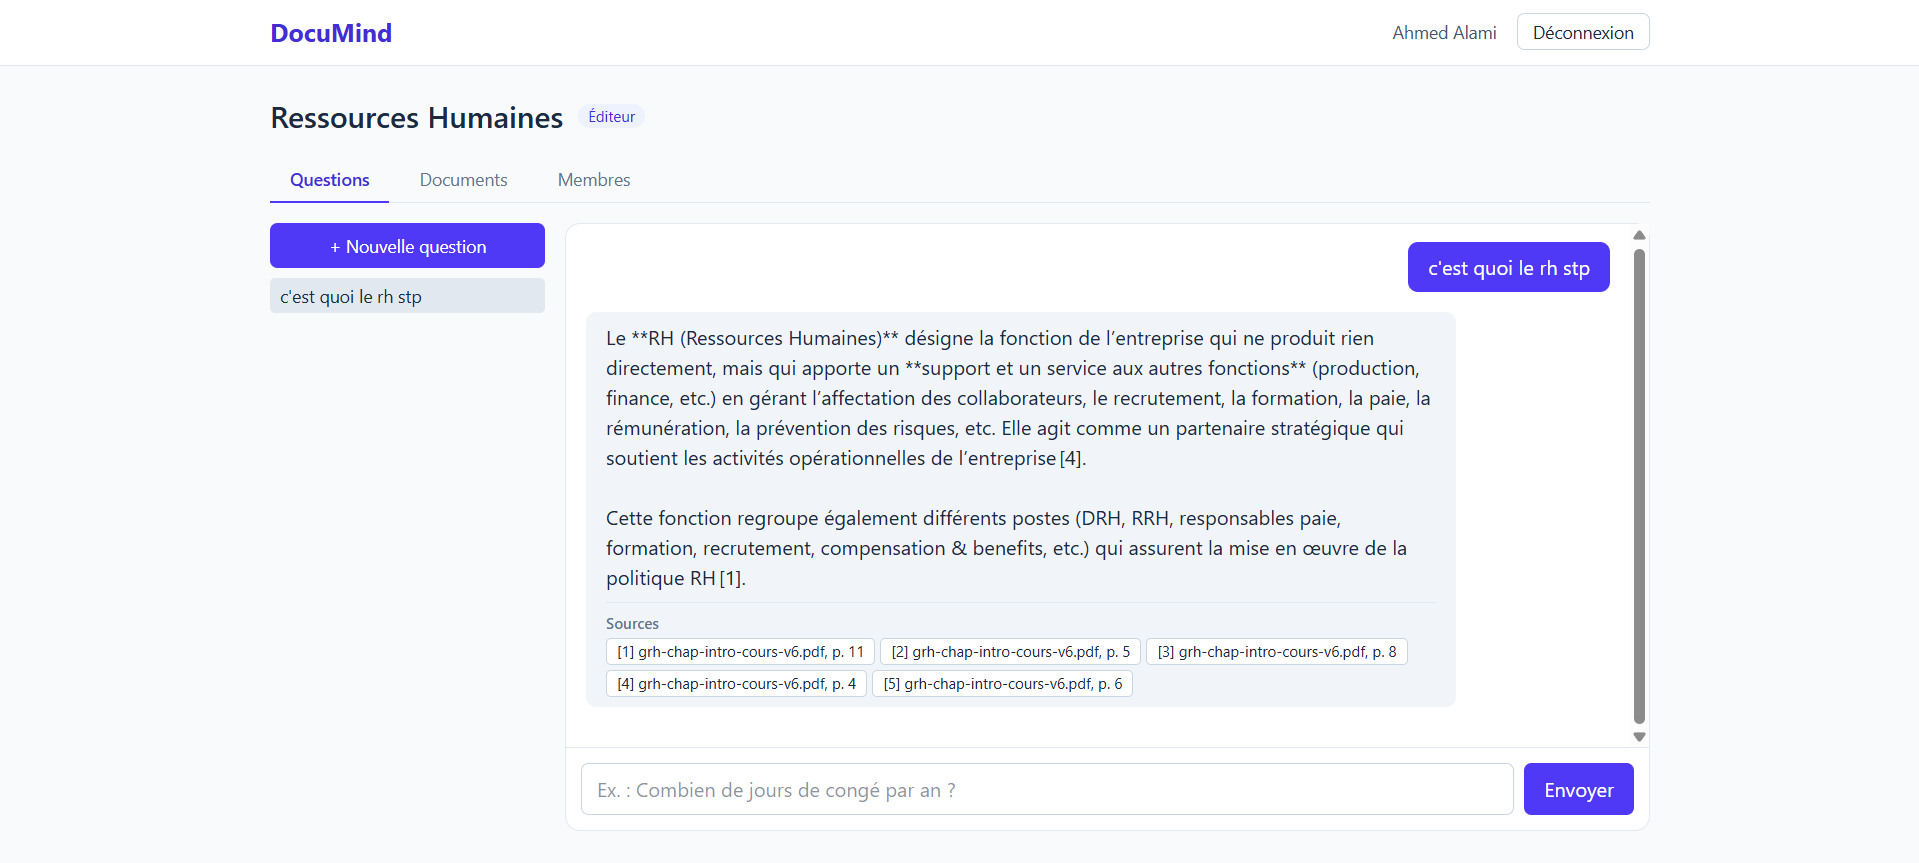 DocuMind
Ahmed Alami
Déconnexion
Ressources Humaines
Éditeur
Questions
Documents
Membres
+ Nouvelle question
c'est quoi le rh stp
c'est quoi le rh stp
Le **RH (Ressources Humaines)** désigne la fonction de l’entreprise qui ne produit rien
directement, mais qui apporte un **support et un service aux autres fonctions** (production,
finance, etc.) en gérant l’affectation des collaborateurs, le recrutement, la formation, la paie, la
rémunération, la prévention des risques, etc. Elle agit comme un partenaire stratégique qui
soutient les activités opérationnelles de l’entreprise [4].
Cette fonction regroupe également différents postes (DRH, RRH, responsables paie,
formation, recrutement, compensation & benefits, etc.) qui assurent la mise en œuvre de la
politique RH [1].
Sources
[1] grh-chap-intro-cours-v6.pdf, p. 11
[2] grh-chap-intro-cours-v6.pdf, p. 5
[3] grh-chap-intro-cours-v6.pdf, p. 8
[4] grh-chap-intro-cours-v6.pdf, p. 4
[5] grh-chap-intro-cours-v6.pdf, p. 6
Ex. : Combien de jours de congé par an ?
Envoyer